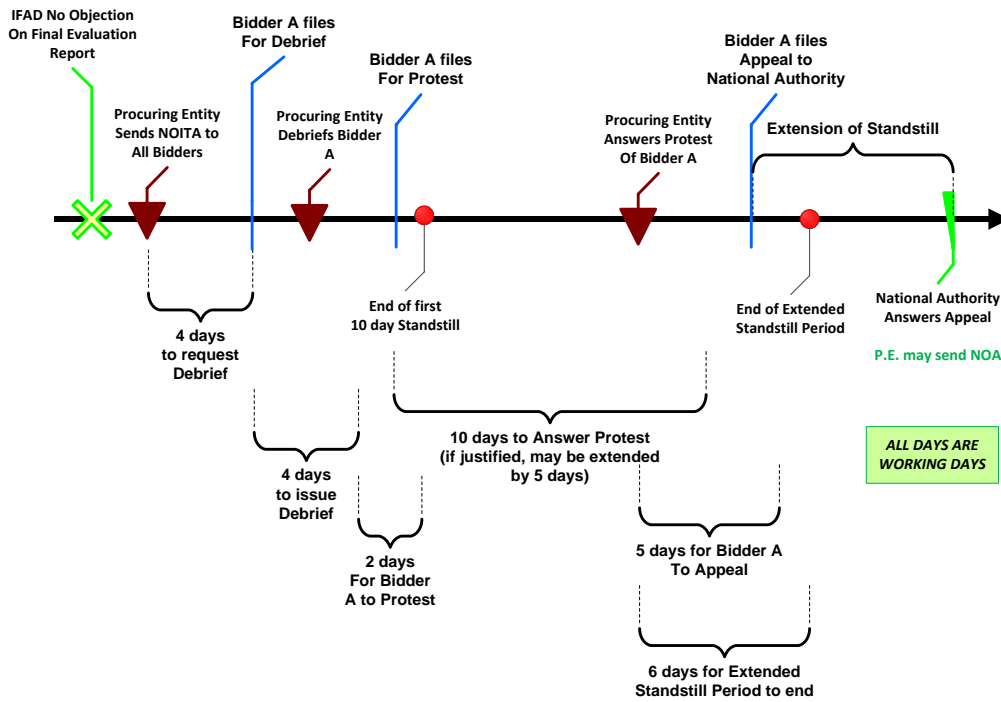 IFAD No Objection
On Final Evaluation
Report
Bidder A files
For Debrief
Bidder A files
For Protest
Bidder A files
Appeal to
National Authority
Procuring Entity
Sends NOITA to
All Bidders
Procuring Entity
Debriefs Bidder
A
Procuring Entity
Answers Protest
Of Bidder A
Extension of Standstill
End of first
10 day Standstill
End of Extended
Standstill Period
National Authority
Answers Appeal
P.E. may send NOA
4 days
to request
Debrief
4 days
to issue
Debrief
2 days
For Bidder
A to Protest
10 days to Answer Protest
(if justified, may be extended
by 5 days)
5 days for Bidder A
To Appeal
6 days for Extended
Standstill Period to end
ALL DAYS ARE
WORKING DAYS